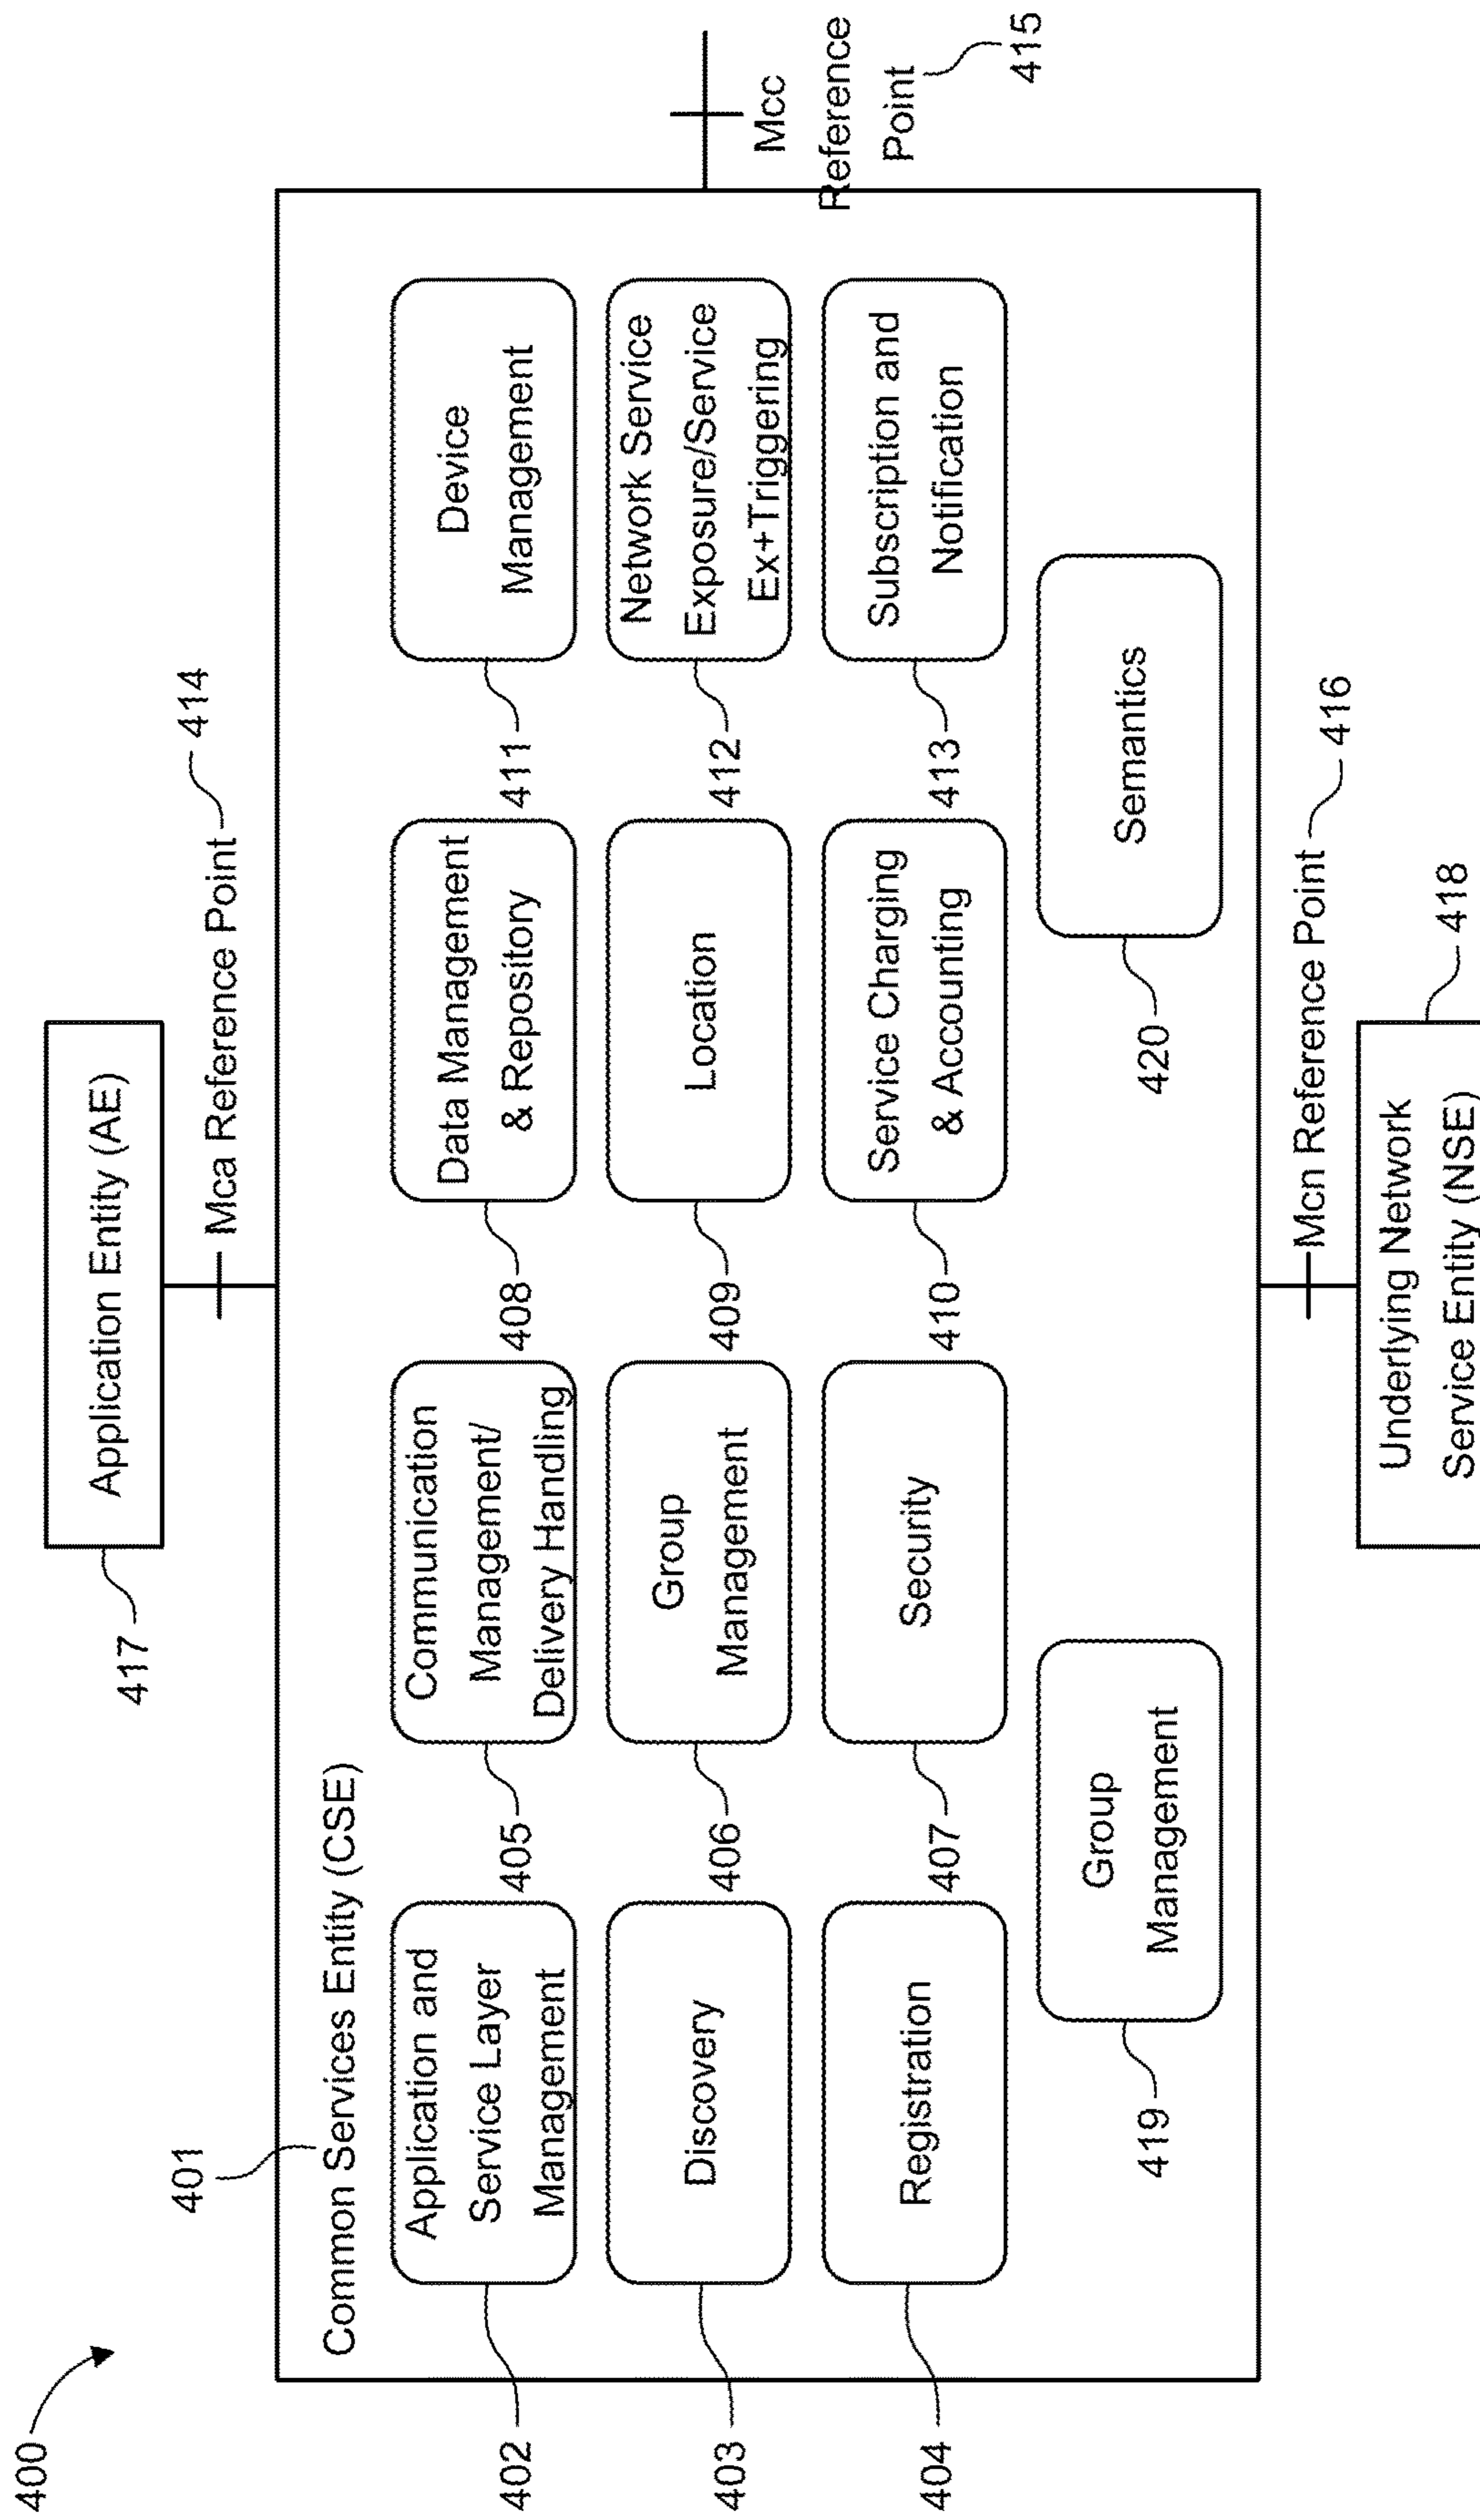 400
417
Application Entity (AE)
Mca Reference Point
414
401
Common Services Entity (CSE)
402
Application and
Service Layer
Management
405
Communication
Management/
Delivery Handling
408
Data Management
& Repository
411
Device
Management
403
Discovery
406
Group
Management
409
Location
412
Network Service
Exposure/Service
Ex+Triggering
404
Registration
407
Security
410
Service Charging
& Accounting
413
Subscription and
Notification
419
Group
Management
420
Semantics
Mcc
Reference
Point
415
Mcn Reference Point
416
Underlying Network
Service Entity (NSE)
418